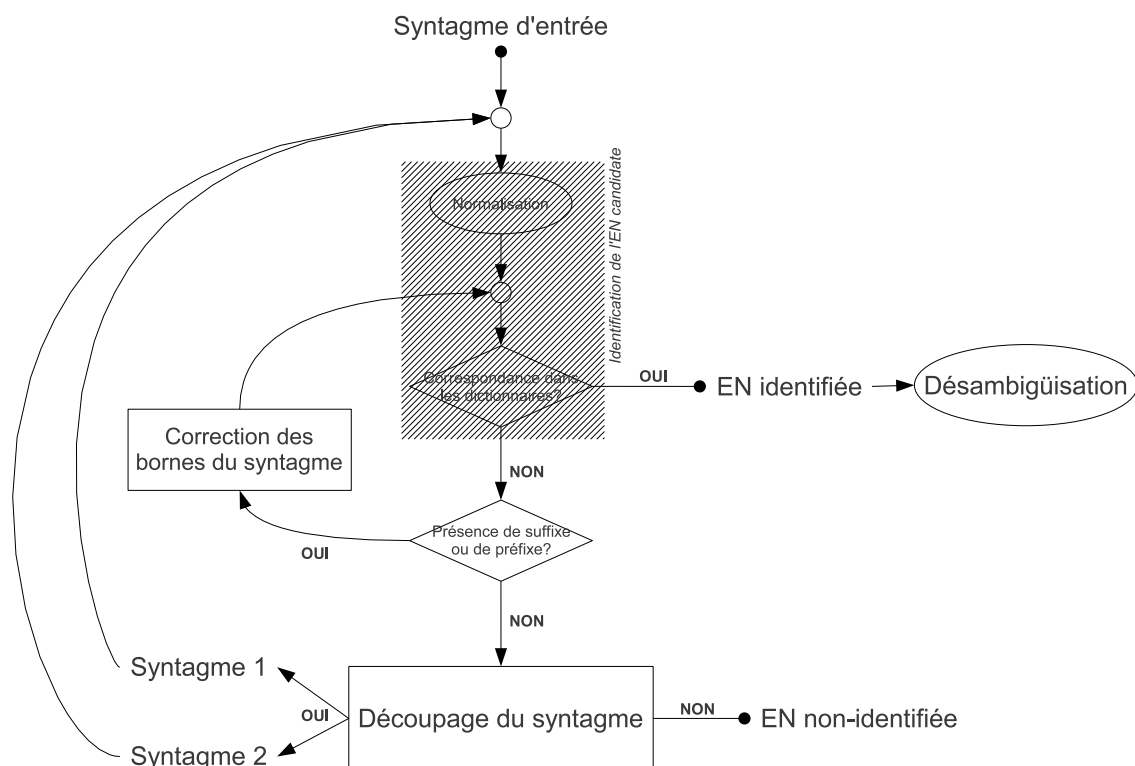 Syntagme d'entrée
Normalisation
Identification de l'EN candidate
Correspondance dans
les dictionnaires?
OUI
EN identifiée
Désambigüisation
Correction des
bornes du syntagme
NON
Présence de suffixe
ou de préfixe?
OUI
NON
Syntagme 1
OUI
Découpage du syntagme
NON
EN non-identifiée
Syntagme 2